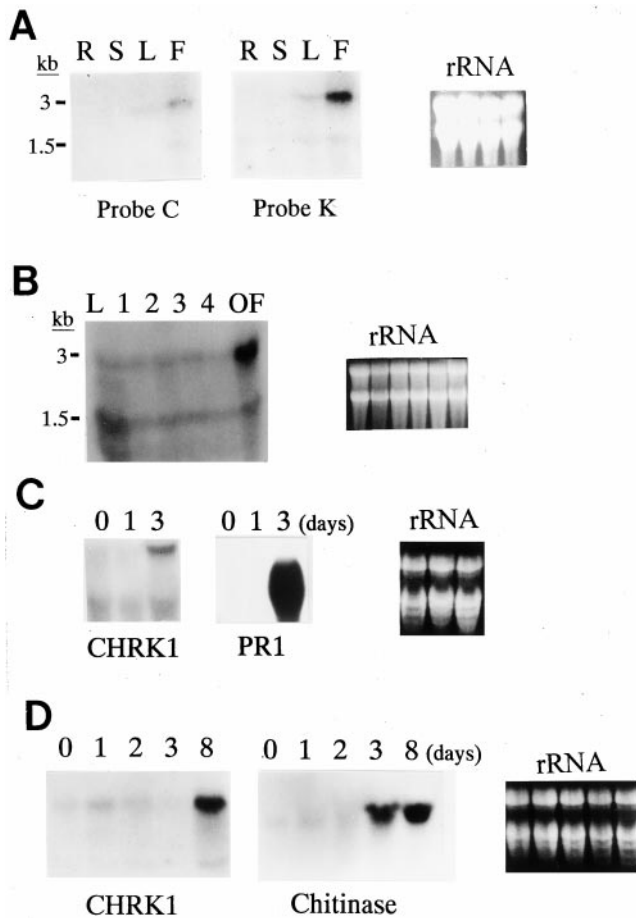 A
R S L F
R S L F
rRNA
kb
3
1.5
Probe C
Probe K
B
L 1 2 3 4 OF
rRNA
kb
3
1.5
C
0 1 3
0 1 3 (days)
rRNA
CHRK1
PR1
D
0 1 2 3 8
0 1 2 3 8 (days)
rRNA
CHRK1
Chitinase